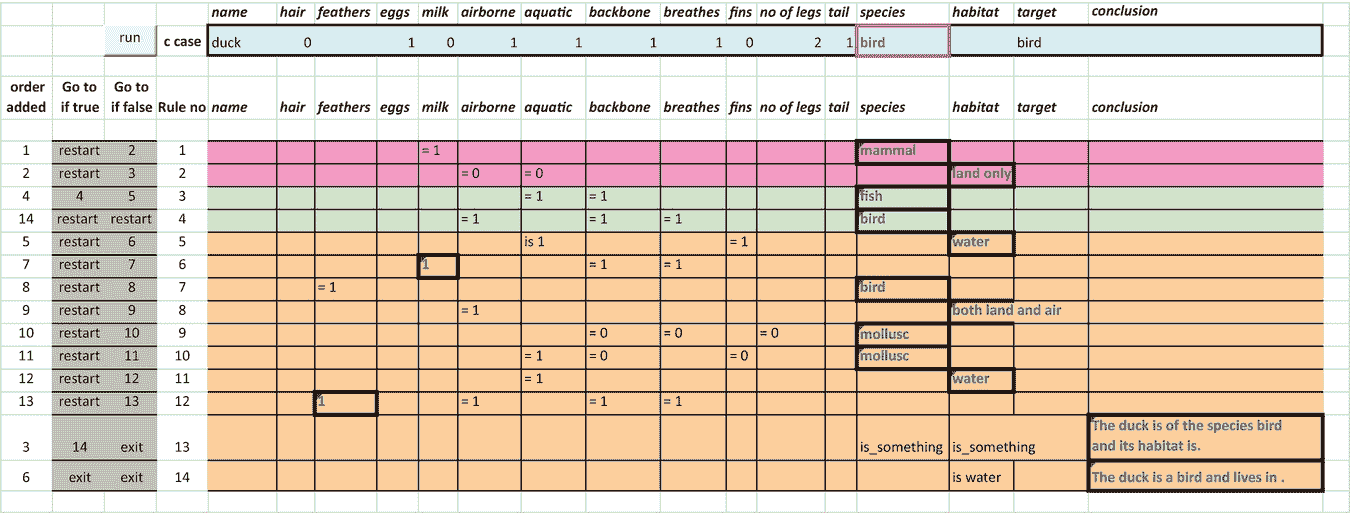 name hair feathers eggs milk airborne aquatic backbone breathes fins no of legs tail species habitat target conclusion
run c case duck 0 1 0 1 1 1 1 0 2 1 bird bird
order added Go to if true Go to if false Rule no name hair feathers eggs milk airborne aquatic backbone breathes fins no of legs tail species habitat target conclusion
1 restart 2 1 = 1 mammal
2 restart 3 2 = 0 = 0 land only
4 4 5 3 = 1 = 1 fish
14 restart restart 4 = 1 = 1 = 1 bird
5 restart 6 5 is 1 = 1 water
7 restart 7 6 1 = 1 = 1
8 restart 8 7 = 1 bird
9 restart 9 8 = 1 both land and air
10 restart 10 9 = 0 = 0 = 0 mollusc
11 restart 11 10 = 1 = 0 = 0 mollusc
12 restart 12 11 = 1 water
13 restart 13 12 1 = 1 = 1 = 1
3 14 exit 13 is_something is_something The duck is of the species bird
and its habitat is.
6 exit exit 14 is water The duck is a bird and lives in .